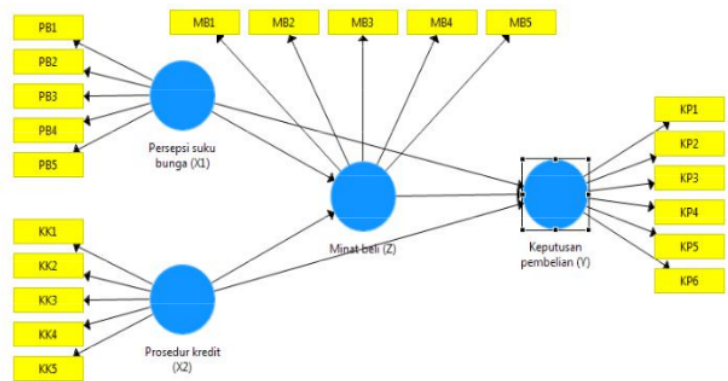 PB1
PB2
PB3
PB4
PB5
Persepsi suku
bunga (X1)
MB1
MB2
MB3
MB4
MB5
Minat beli (Z)
KK1
KK2
KK3
KK4
KK5
Prosedur kredit
(X2)
Keputusan
pembelian (Y)
KP1
KP2
KP3
KP4
KP5
KP6